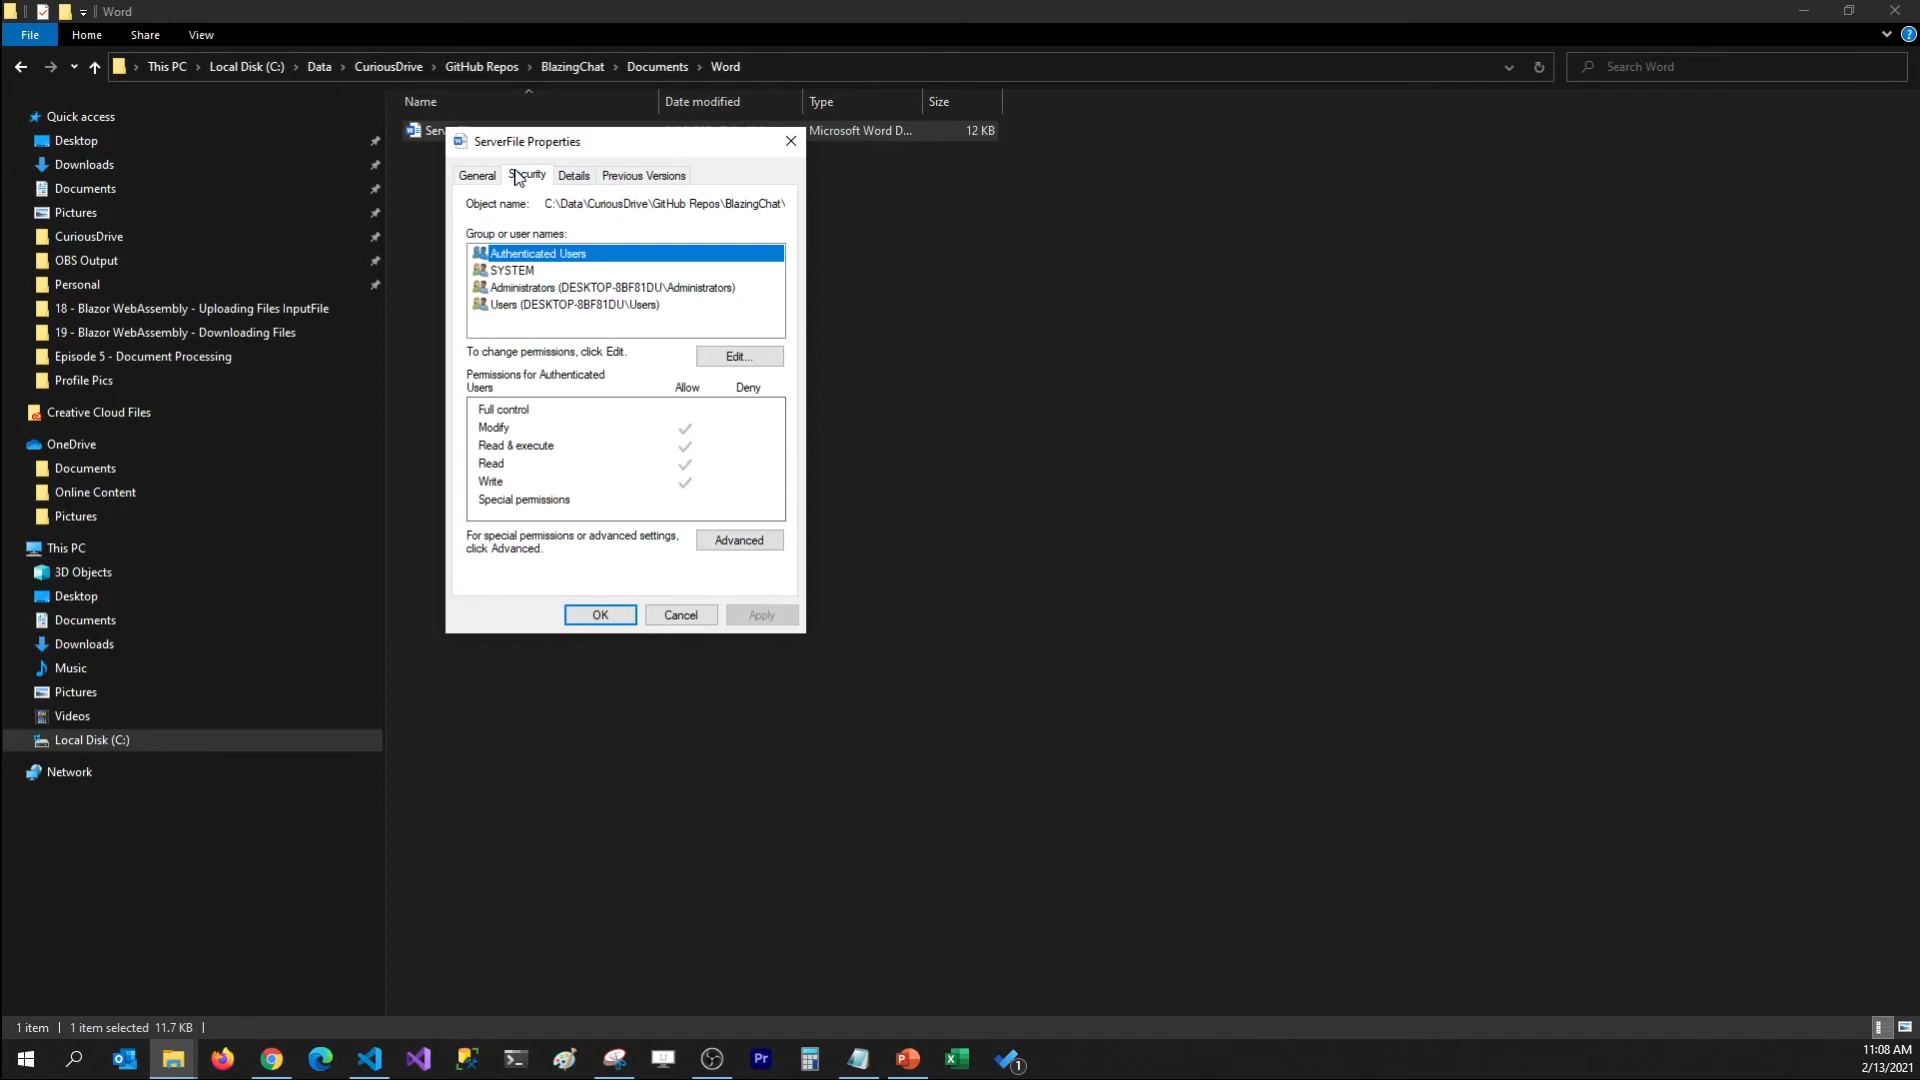 Word
File Home Share View
This PC Local Disk (C:) Data CuriousDrive GitHub Repos BlazingChat Documents Word
Search Word
Name Date modified Type Size
Microsoft Word D... 12 KB
Quick access
Desktop
Downloads
Documents
Pictures
CuriousDrive
OBS Output
Personal
18 - Blazor WebAssembly - Uploading Files InputFile
19 - Blazor WebAssembly - Downloading Files
Episode 5 - Document Processing
Profile Pics
Creative Cloud Files
OneDrive
Documents
Online Content
Pictures
This PC
3D Objects
Desktop
Documents
Downloads
Music
Pictures
Videos
Local Disk (C:)
Network
ServerFile Properties
General Security Details Previous Versions
Object name: C:\Data\CuriousDrive\GitHub Repos\BlazingChat\
Group or user names:
Authenticated Users
SYSTEM
Administrators (DESKTOP-8BF81DU\Administrators)
Users (DESKTOP-8BF81DU\Users)
To change permissions, click Edit.
Edit...
Permissions for Authenticated
Users Allow Deny
Full control
Modify
Read & execute
Read
Write
Special permissions
For special permissions or advanced settings,
click Advanced.
Advanced
OK Cancel Apply
1 item 1 item selected 11.7 KB
Pr
1
11:08 AM
2/13/2021